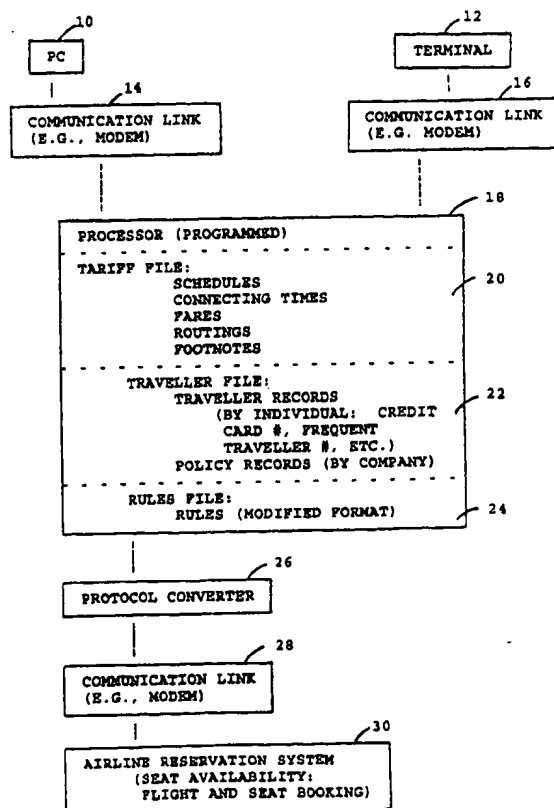 10
12
PC
TERMINAL
14
16
COMMUNICATION LINK
(E.G., MODEM)
COMMUNICATION LINK
(E.G. MODEM)
18
PROCESSOR (PROGRAMMED)
TARIFF FILE:
20
SCHEDULES
CONNECTING TIMES
FARES
ROUTINGS
FOOTNOTES
TRAVELLER FILE:
TRAVELLER RECORDS
22
(BY INDIVIDUAL: CREDIT
CARD #, FREQUENT
TRAVELLER #, ETC.)
POLICY RECORDS (BY COMPANY)
RULES FILE:
RULES (MODIFIED FORMAT)
24
26
PROTOCOL CONVERTER
28
COMMUNICATION LINK
(E.G., MODEM)
30
AIRLINE RESERVATION SYSTEM
(SEAT AVAILABILITY:
FLIGHT AND SEAT BOOKING)